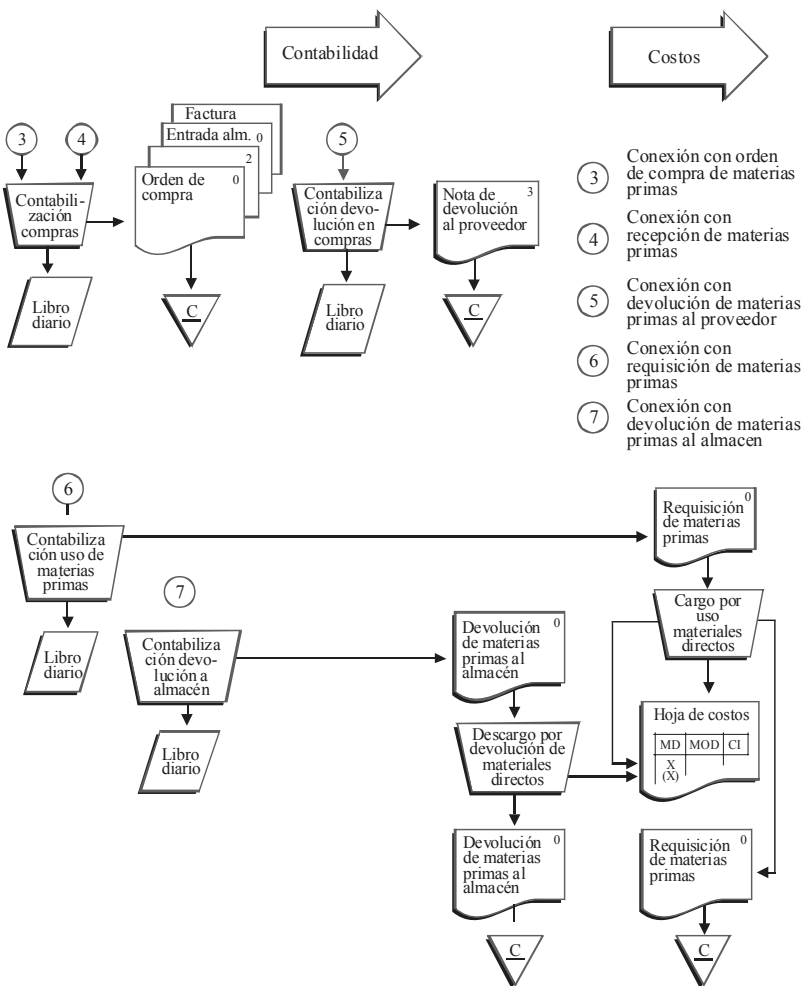 Contabilidad
Costos
3
4
Factura
Entrada alm. 0
2
Orden de 0
compra
Contabili-
zación
compras
Libro
diario
C
5
Contabiliza
ción devo-
lución en
compras
Nota de 3
devolución
al proveedor
Libro
diario
C
3
Conexión con orden
de compra de materias
primas
4
Conexión con
recepción de materias
primas
5
Conexión con
devolución de materias
primas al proveedor
6
Conexión con
requisición de materias
primas
7
Conexión con
devolución de materias
primas al almacen
6
Contabiliza
ción uso de
materias
primas
Libro
diario
7
Contabiliza
ción devo-
lución a
almacén
Libro
diario
Devolución 0
de materias
primas al
almacén
Descargo por
devolución de
materiales
directos
Devolución 0
de materias
primas al
almacén
C
Requisición 0
de materias
primas
Cargo por
uso
materiales
directos
Hoja de costos
MD MOD CI
X
(X)
Requisición 0
de materias
primas
C